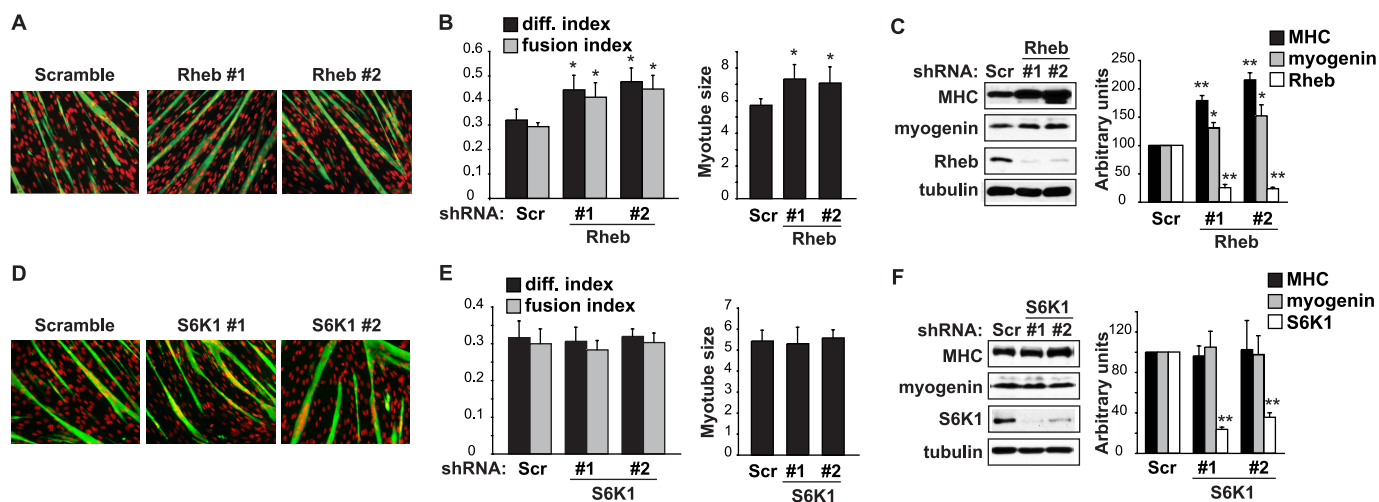 A
Scramble
Rheb #1
Rheb #2
B
diff. index
fusion index
0.6
0.5
0.4
0.3
0.2
0.1
0
* * * *
shRNA: Scr #1 #2
Rheb
Myotube size
8
6
4
2
0
* *
Scr #1 #2
Rheb
C
Rheb
shRNA: Scr #1 #2
MHC
myogenin
Rheb
tubulin
MHC
myogenin
Rheb
Arbitrary units
250
200
150
100
50
0
** * ** ** * **
Scr #1 #2
Rheb
D
Scramble
S6K1 #1
S6K1 #2
E
diff. index
fusion index
0.4
0.3
0.3
0.1
0
shRNA: Scr #1 #2
S6K1
Myotube size
7
6
5
4
3
2
1
0
Scr #1 #2
S6K1
F
S6K1
shRNA: Scr #1 #2
MHC
myogenin
S6K1
tubulin
MHC
myogenin
S6K1
Arbitrary units
120
80
40
0
** **
Scr #1 #2
S6K1